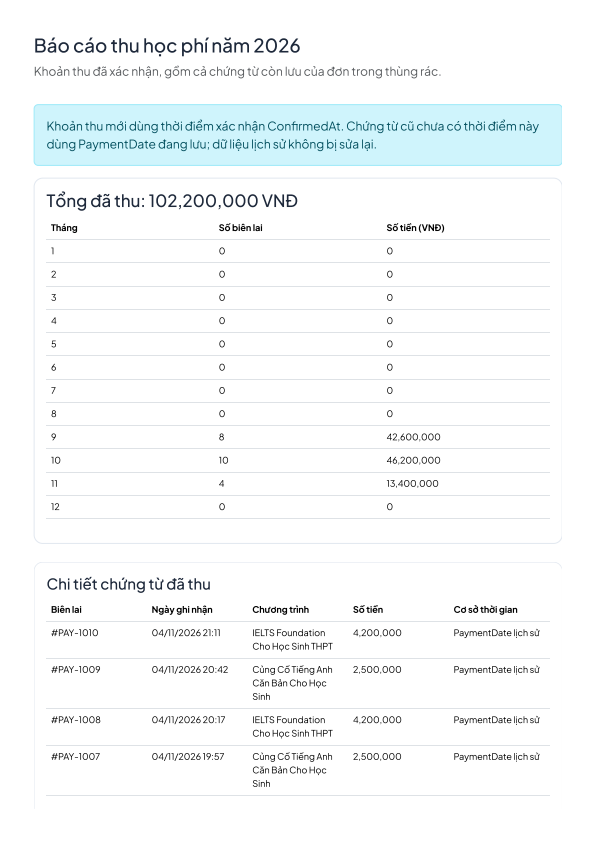 Báo cáo thu học phí năm 2026
Khoản thu đã xác nhận, gồm cả chứng từ còn lưu của đơn trong thùng rác.
Khoản thu mới dùng thời điểm xác nhận ConfirmedAt. Chứng từ cũ chưa có thời điểm này
dùng PaymentDate đang lưu; dữ liệu lịch sử không bị sửa lại.
Tổng đã thu: 102,200,000 VNĐ
Tháng Số biên lai Số tiền (VNĐ)
1 0 0
2 0 0
3 0 0
4 0 0
5 0 0
6 0 0
7 0 0
8 0 0
9 8 42,600,000
10 10 46,200,000
11 4 13,400,000
12 0 0
Chi tiết chứng từ đã thu
Biên lai Ngày ghi nhận Chương trình Số tiền Cơ sở thời gian
#PAY-1010 04/11/2026 21:11 IELTS Foundation 4,200,000 PaymentDate lịch sử
Cho Học Sinh THPT
#PAY-1009 04/11/2026 20:42 Củng Cố Tiếng Anh 2,500,000 PaymentDate lịch sử
Căn Bản Cho Học
Sinh
#PAY-1008 04/11/2026 20:17 IELTS Foundation 4,200,000 PaymentDate lịch sử
Cho Học Sinh THPT
#PAY-1007 04/11/2026 19:57 Củng Cố Tiếng Anh 2,500,000 PaymentDate lịch sử
Căn Bản Cho Học
Sinh